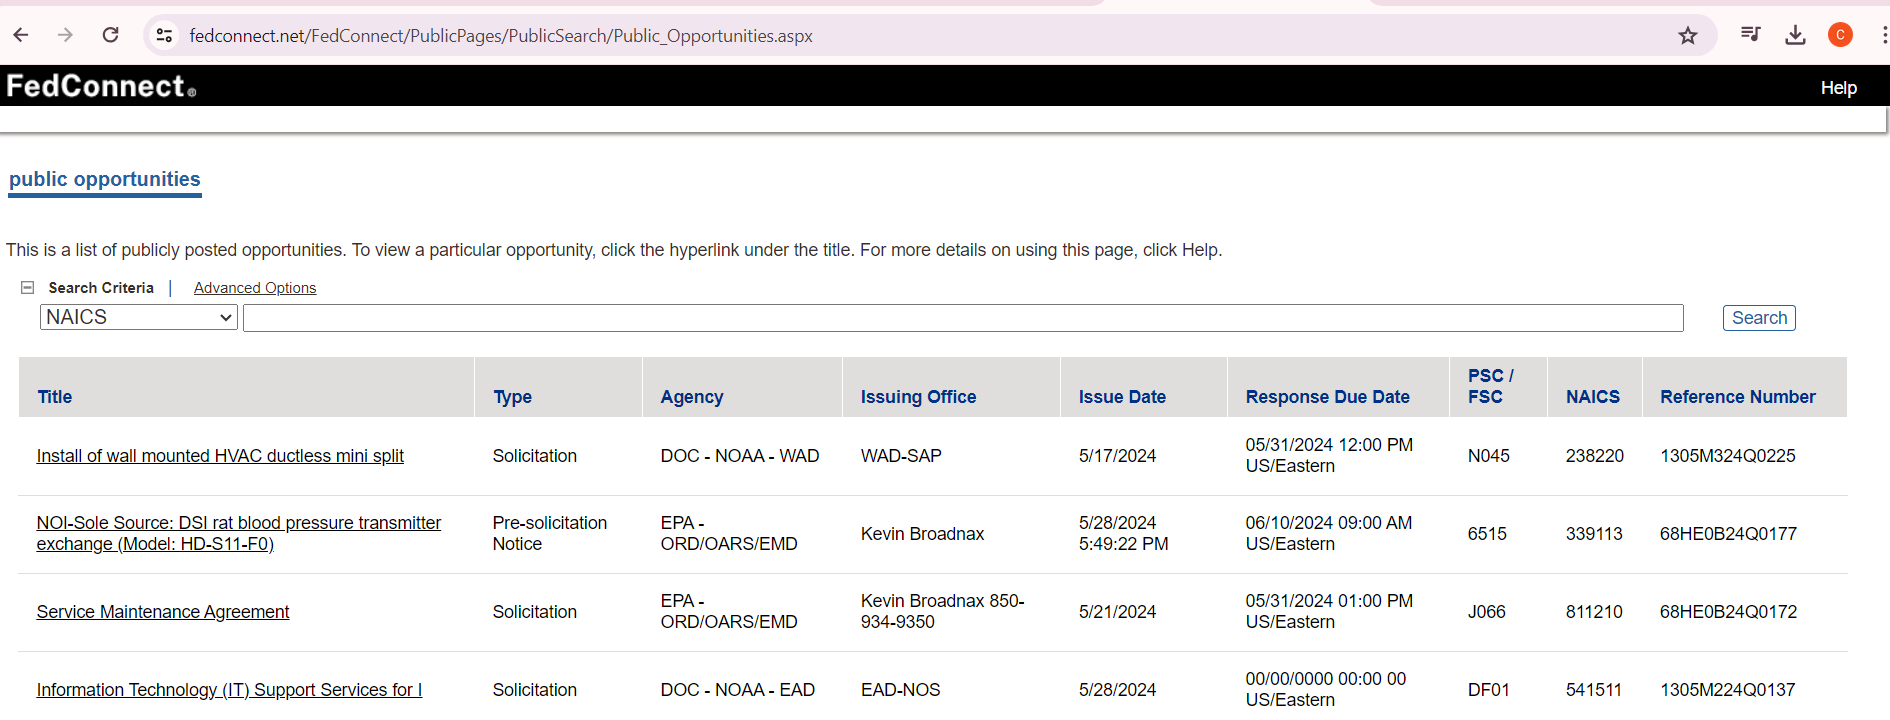 fedconnect.net/FedConnect/PublicPages/PublicSearch/Public_Opportunities.aspx
C
FedConnect®
Help
public opportunities
This is a list of publicly posted opportunities. To view a particular opportunity, click the hyperlink under the title. For more details on using this page, click Help.
Search Criteria | Advanced Options
NAICS Search
Title Type Agency Issuing Office Issue Date Response Due Date PSC / FSC NAICS Reference Number
Install of wall mounted HVAC ductless mini split Solicitation DOC - NOAA - WAD WAD-SAP 5/17/2024 05/31/2024 12:00 PM US/Eastern N045 238220 1305M324Q0225
NOI-Sole Source: DSI rat blood pressure transmitter exchange (Model: HD-S11-F0) Pre-solicitation Notice EPA - ORD/OARS/EMD Kevin Broadnax 5/28/2024 5:49:22 PM 06/10/2024 09:00 AM US/Eastern 6515 339113 68HE0B24Q0177
Service Maintenance Agreement Solicitation EPA - ORD/OARS/EMD Kevin Broadnax 850-934-9350 5/21/2024 05/31/2024 01:00 PM US/Eastern J066 811210 68HE0B24Q0172
Information Technology (IT) Support Services for I Solicitation DOC - NOAA - EAD EAD-NOS 5/28/2024 00/00/0000 00:00 00 US/Eastern DF01 541511 1305M224Q0137